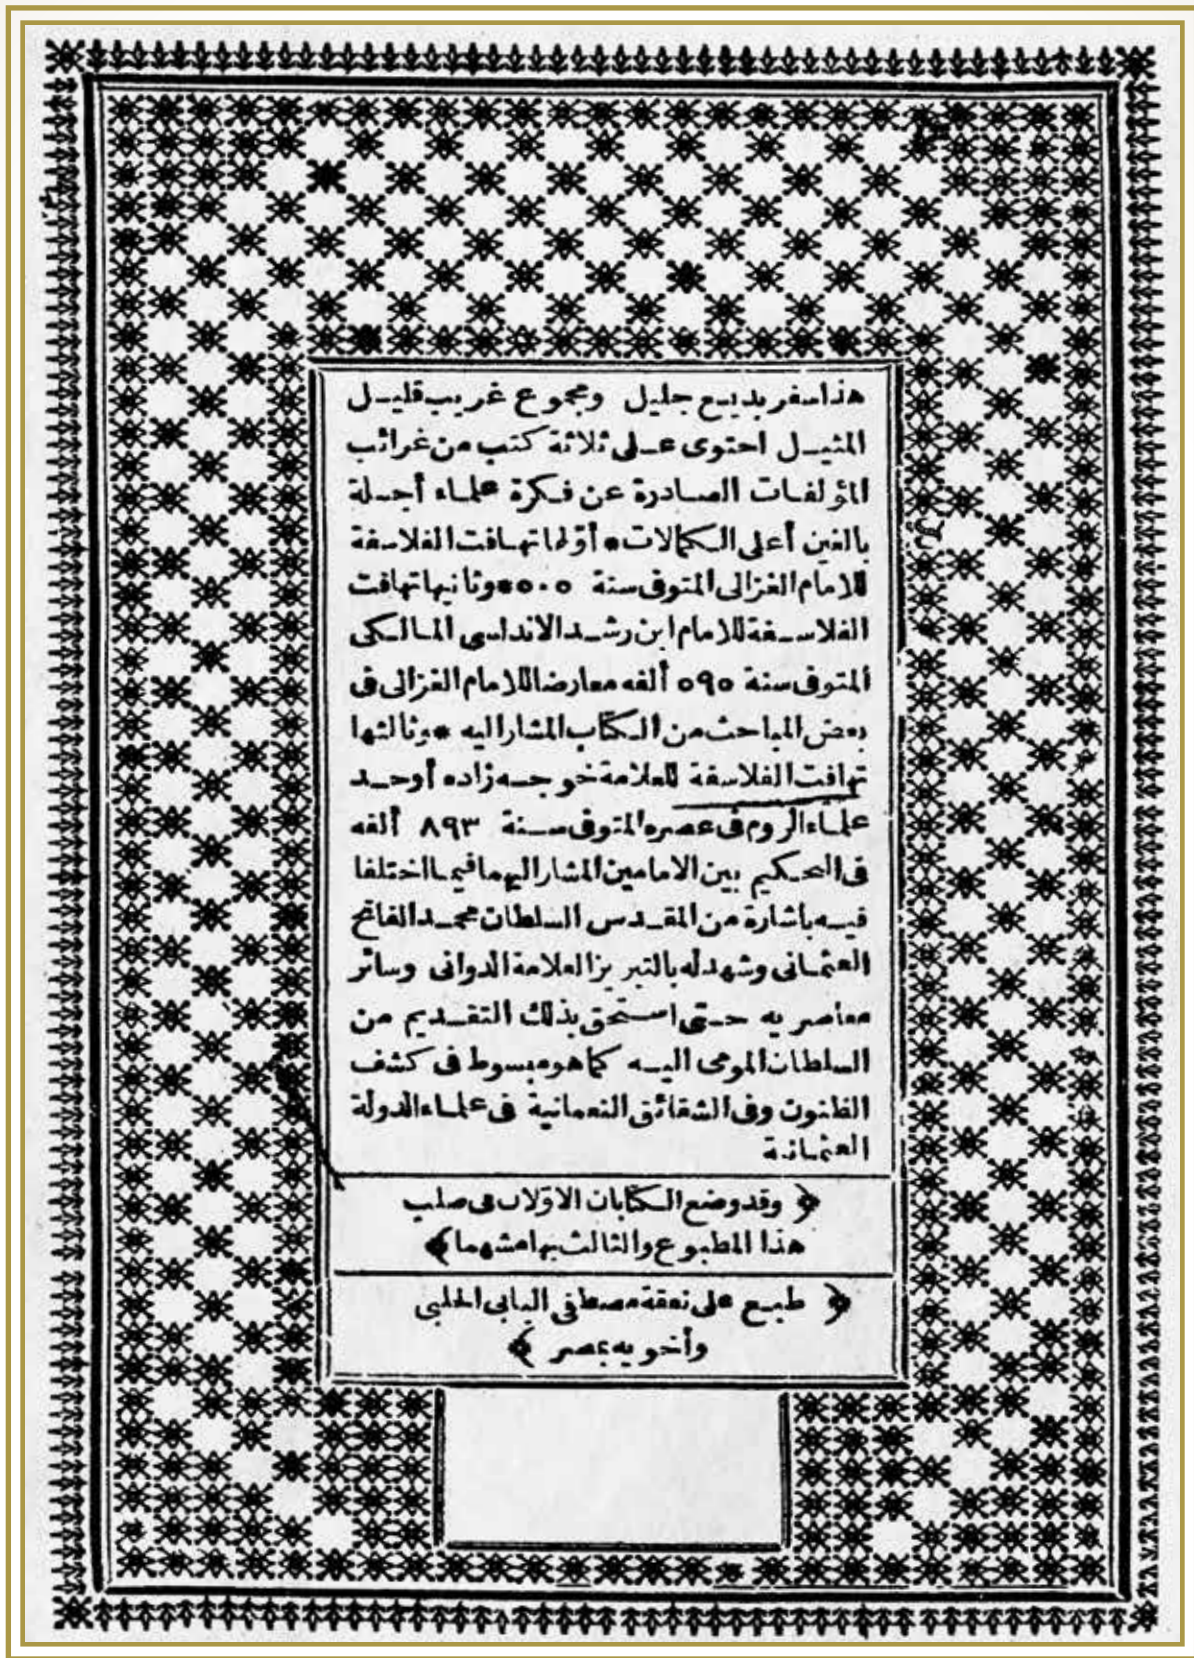 هذا سفر بديع جليل ومجموع غريب قليل
المثيل احتوى على ثلاثة كتب من غرائب
المؤلفات الصادرة عن فكرة علماء أجلة
بالغين أعلى الكمالات * أوّلها تهافت الفلاسفة
للامام الغزالى المتوفى سنة ٥٠٥ * وثانيها تهافت
الفلاسفة للامام ابن رشد الاندلسى المالكى
المتوفى سنة ٥٩٥ ألفه معارضا للامام الغزالى فى
بعض المباحث من الكتاب المشار اليه * وثالثها
تهافت الفلاسفة للعلامة خوجه زاده أوحد
علماء الروم فى عصره المتوفى سنة ٨٩٣ ألفه
فى التحكيم بين الامامين المشار اليهما فيما اختلفا
فيه باشارة من المقدس السلطان محمد الفاتح
العثمانى وشهد له بالتبريز العلامة الدوانى وسائر
معاصريه حتى استحق بذلك التقديم من
السلطان المومى اليه كما هو مبسوط فى كشف
الظنون وفى الشقائق النعمانية فى علماء الدولة
العثمانية
﴿ وقد وضع الكتابان الاوّلان فى صلب
هذا المطبوع والثالث بهامشهما ﴾
﴿ طبع على نفقة مصطفى البابى الحلبى
وأخويه بمصر ﴾